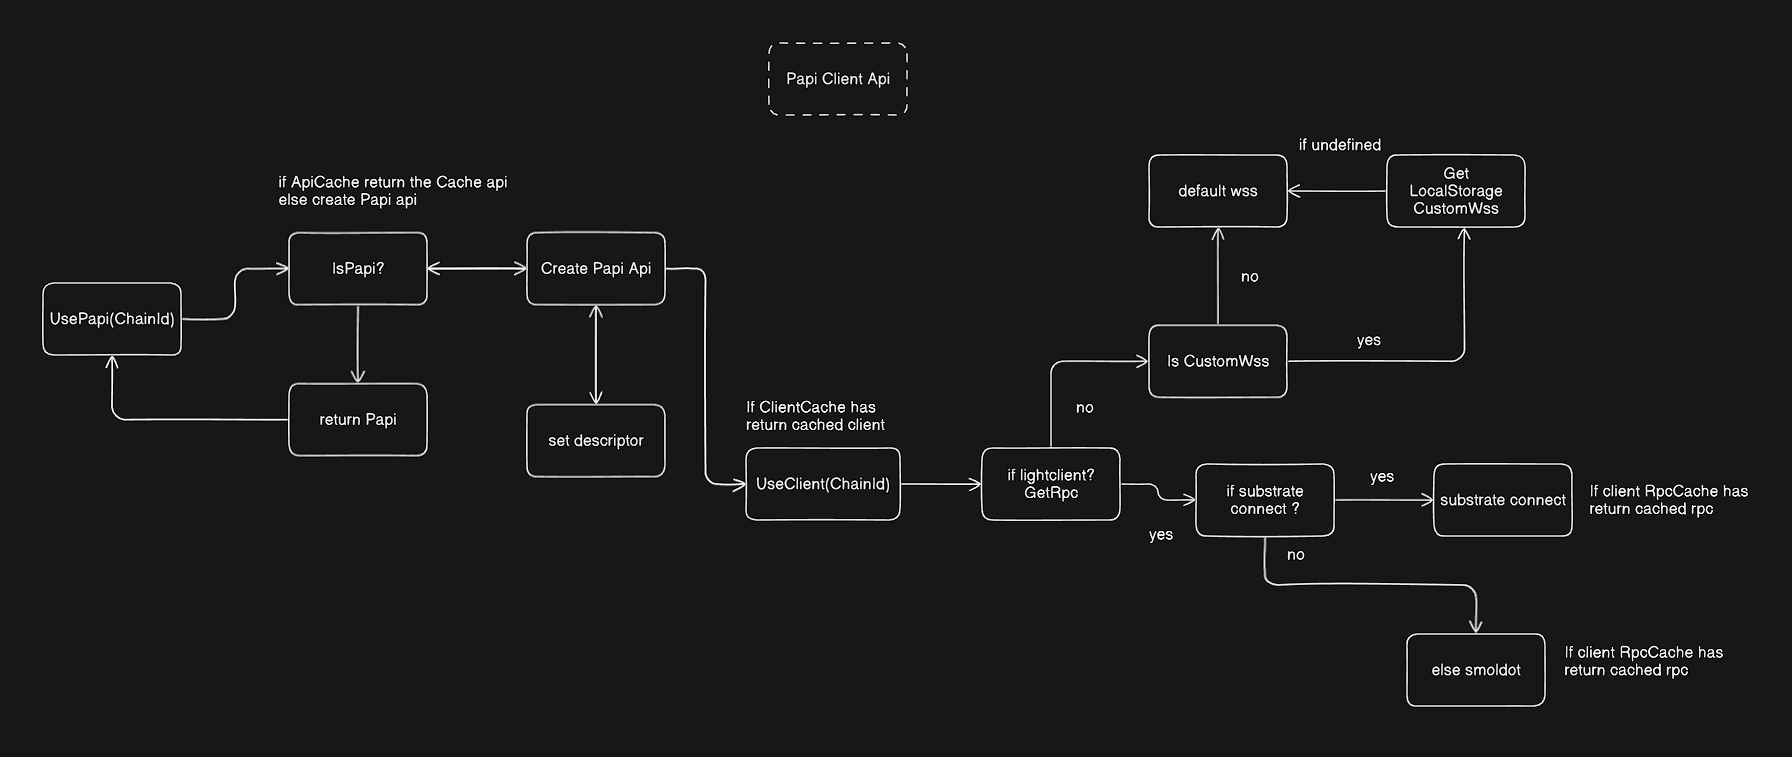 Papi Client Api
if undefined
default wss
Get
LocalStorage
CustomWss
if ApiCache return the Cache api
else create Papi api
IsPapi?
Create Papi Api
no
UsePapi(ChainId)
Is CustomWss
yes
return Papi
set descriptor
If ClientCache has
return cached client
no
UseClient(ChainId)
if lightclient?
GetRpc
yes
if substrate
connect ?
yes
substrate connect
If client RpcCache has
return cached rpc
no
else smoldot
If client RpcCache has
return cached rpc